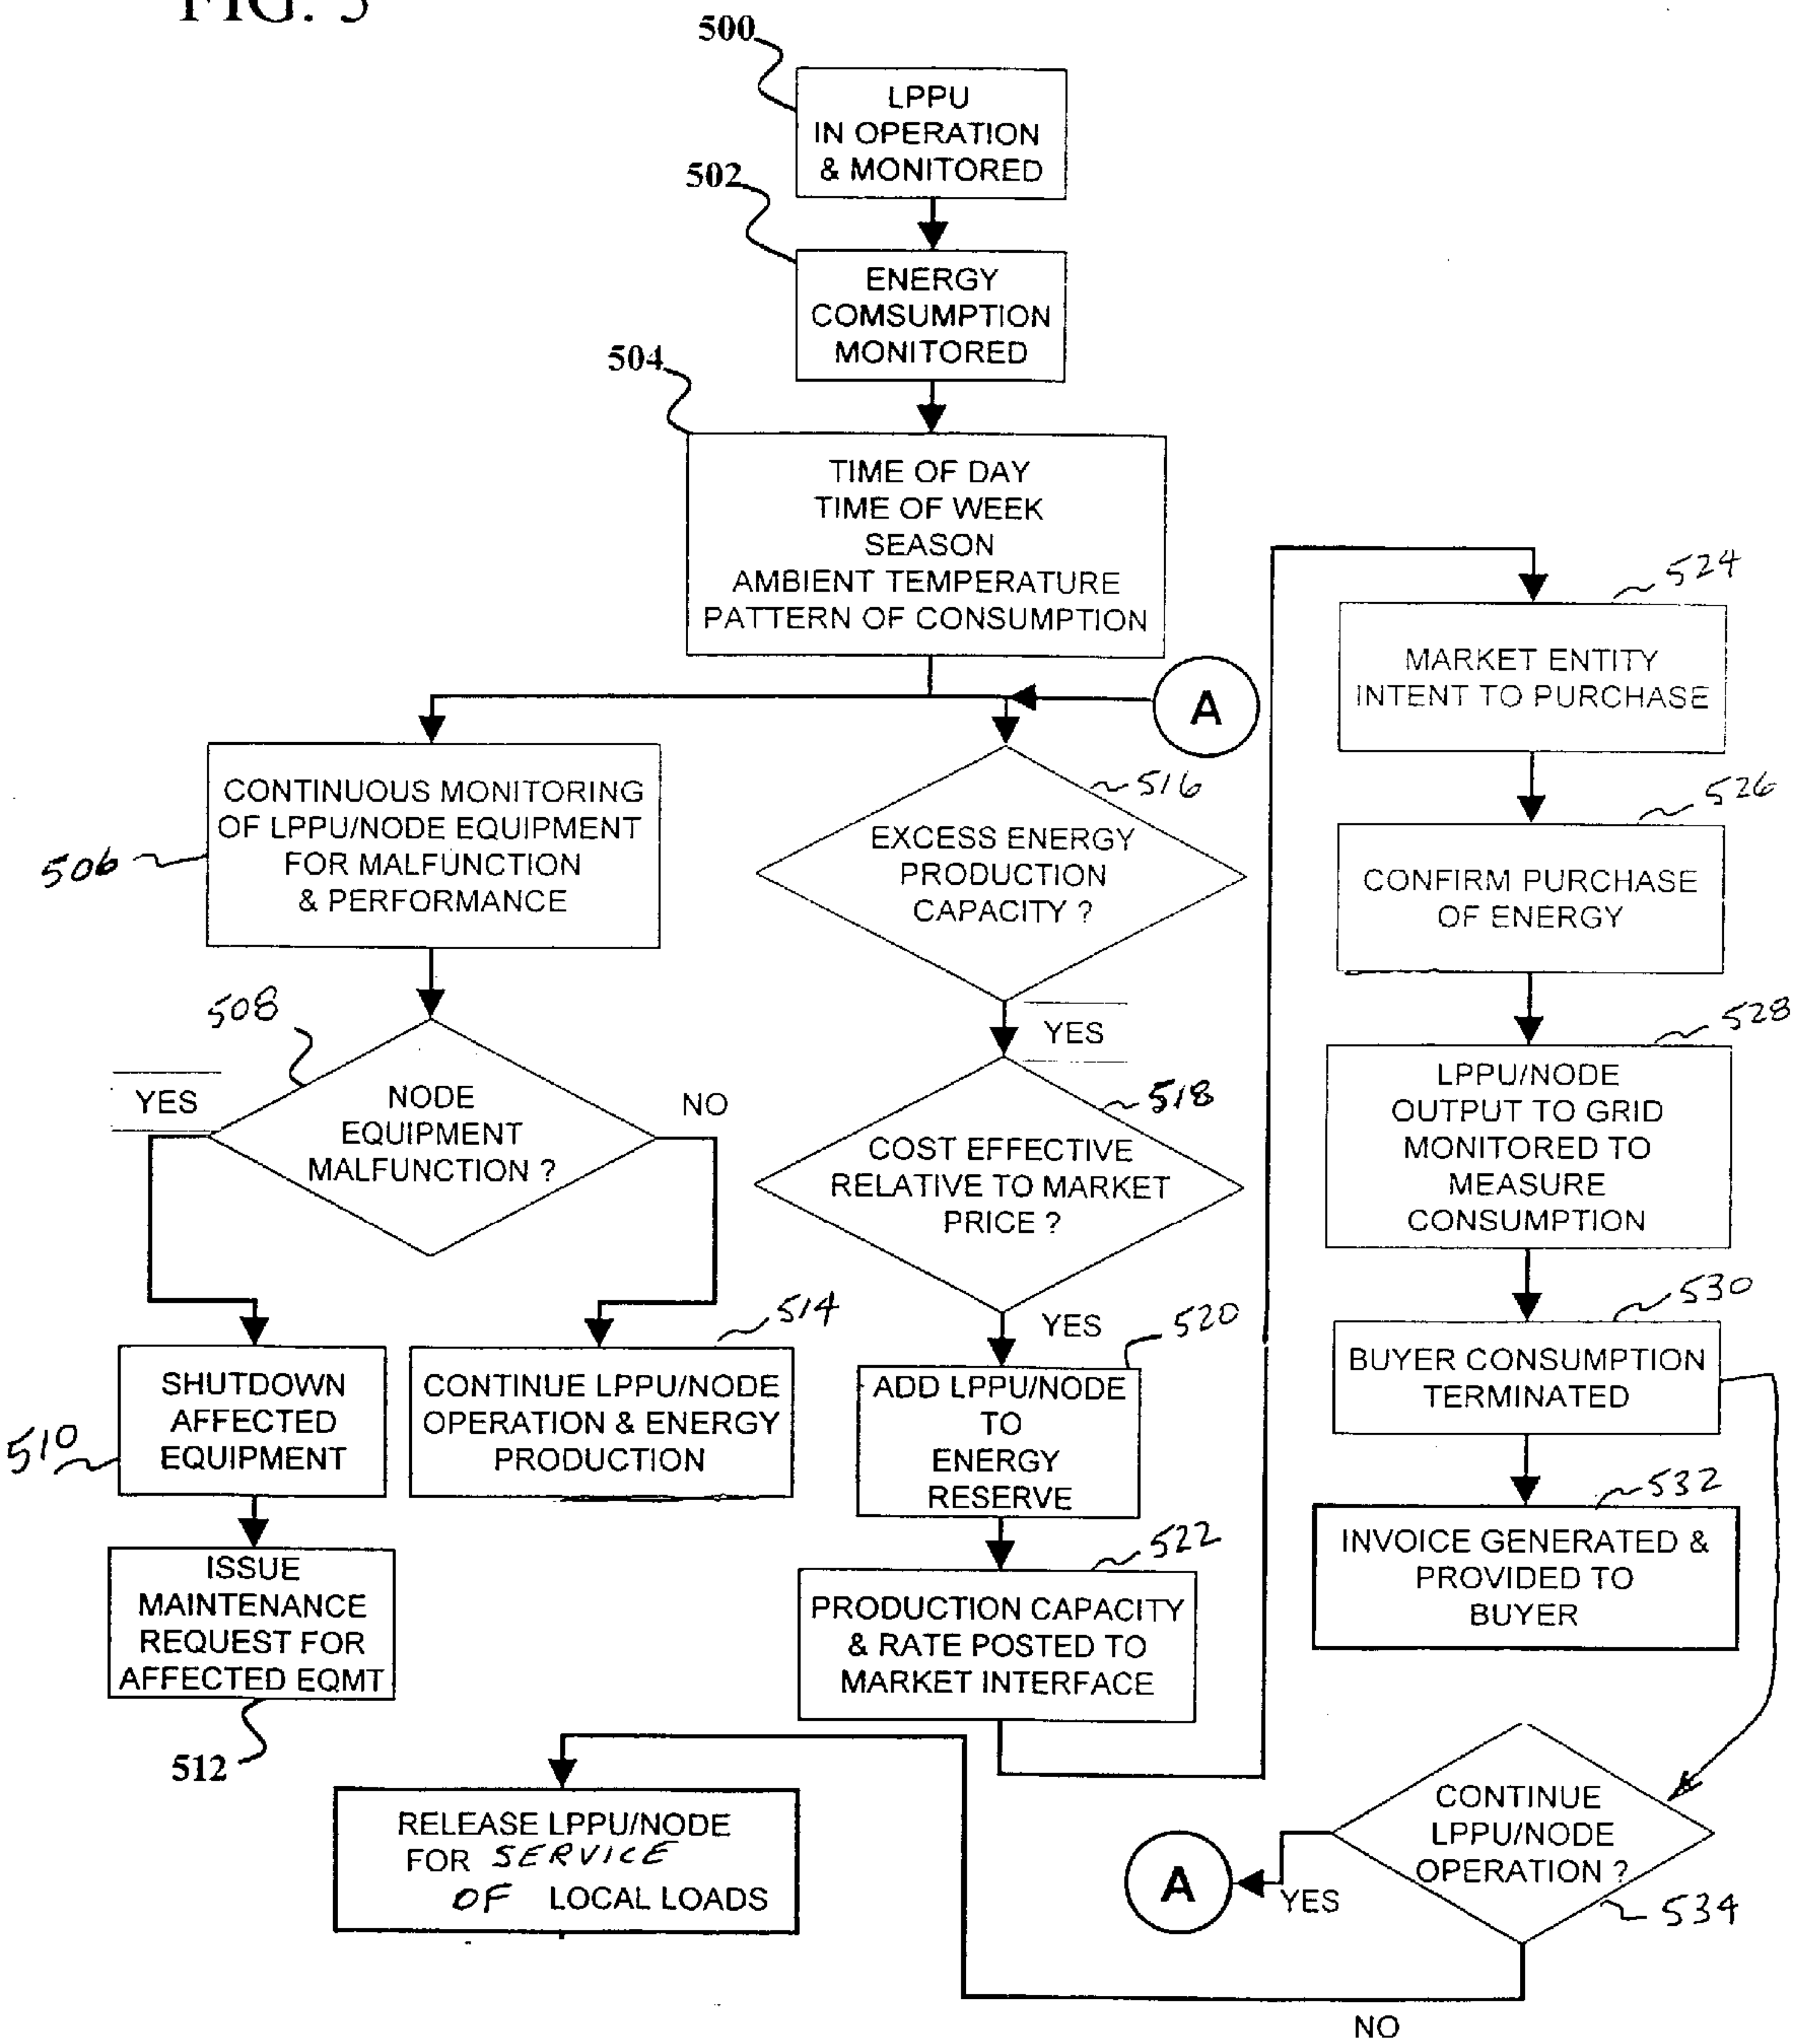 FIG. 5
500
LPPU
IN OPERATION
& MONITORED
502
ENERGY
COMSUMPTION
MONITORED
504
TIME OF DAY
TIME OF WEEK
SEASON
AMBIENT TEMPERATURE
PATTERN OF CONSUMPTION
A
506
CONTINUOUS MONITORING
OF LPPU/NODE EQUIPMENT
FOR MALFUNCTION
& PERFORMANCE
508
NODE
EQUIPMENT
MALFUNCTION ?
YES
NO
510
SHUTDOWN
AFFECTED
EQUIPMENT
ISSUE
MAINTENANCE
REQUEST FOR
AFFECTED EQMT
512
514
CONTINUE LPPU/NODE
OPERATION & ENERGY
PRODUCTION
516
EXCESS ENERGY
PRODUCTION
CAPACITY ?
YES
518
COST EFFECTIVE
RELATIVE TO MARKET
PRICE ?
YES
520
ADD LPPU/NODE
TO
ENERGY
RESERVE
522
PRODUCTION CAPACITY
& RATE POSTED TO
MARKET INTERFACE
524
MARKET ENTITY
INTENT TO PURCHASE
526
CONFIRM PURCHASE
OF ENERGY
528
LPPU/NODE
OUTPUT TO GRID
MONITORED TO
MEASURE
CONSUMPTION
530
BUYER CONSUMPTION
TERMINATED
532
INVOICE GENERATED &
PROVIDED TO
BUYER
CONTINUE
LPPU/NODE
OPERATION ?
534
YES
A
NO
RELEASE LPPU/NODE
FOR SERVICE
OF LOCAL LOADS